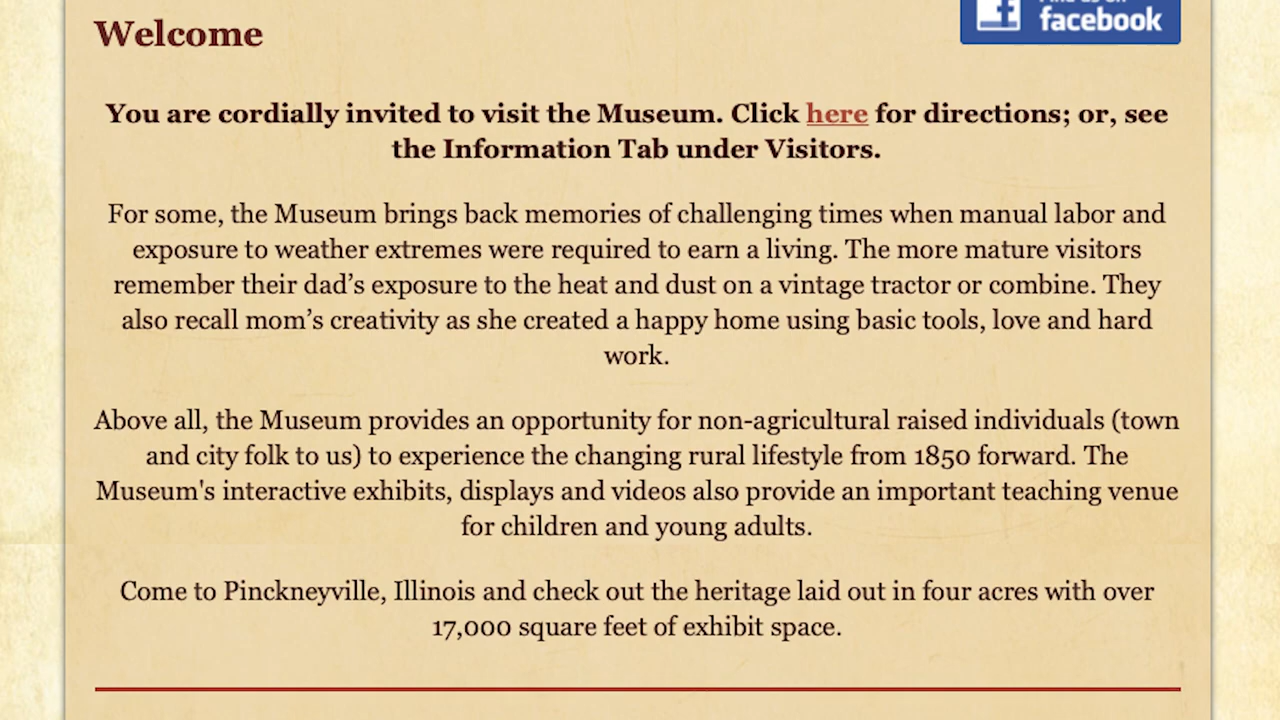 Welcome
facebook
You are cordially invited to visit the Museum. Click here for directions; or, see
the Information Tab under Visitors.
For some, the Museum brings back memories of challenging times when manual labor and
exposure to weather extremes were required to earn a living. The more mature visitors
remember their dad’s exposure to the heat and dust on a vintage tractor or combine. They
also recall mom’s creativity as she created a happy home using basic tools, love and hard
work.
Above all, the Museum provides an opportunity for non-agricultural raised individuals (town
and city folk to us) to experience the changing rural lifestyle from 1850 forward. The
Museum's interactive exhibits, displays and videos also provide an important teaching venue
for children and young adults.
Come to Pinckneyville, Illinois and check out the heritage laid out in four acres with over
17,000 square feet of exhibit space.